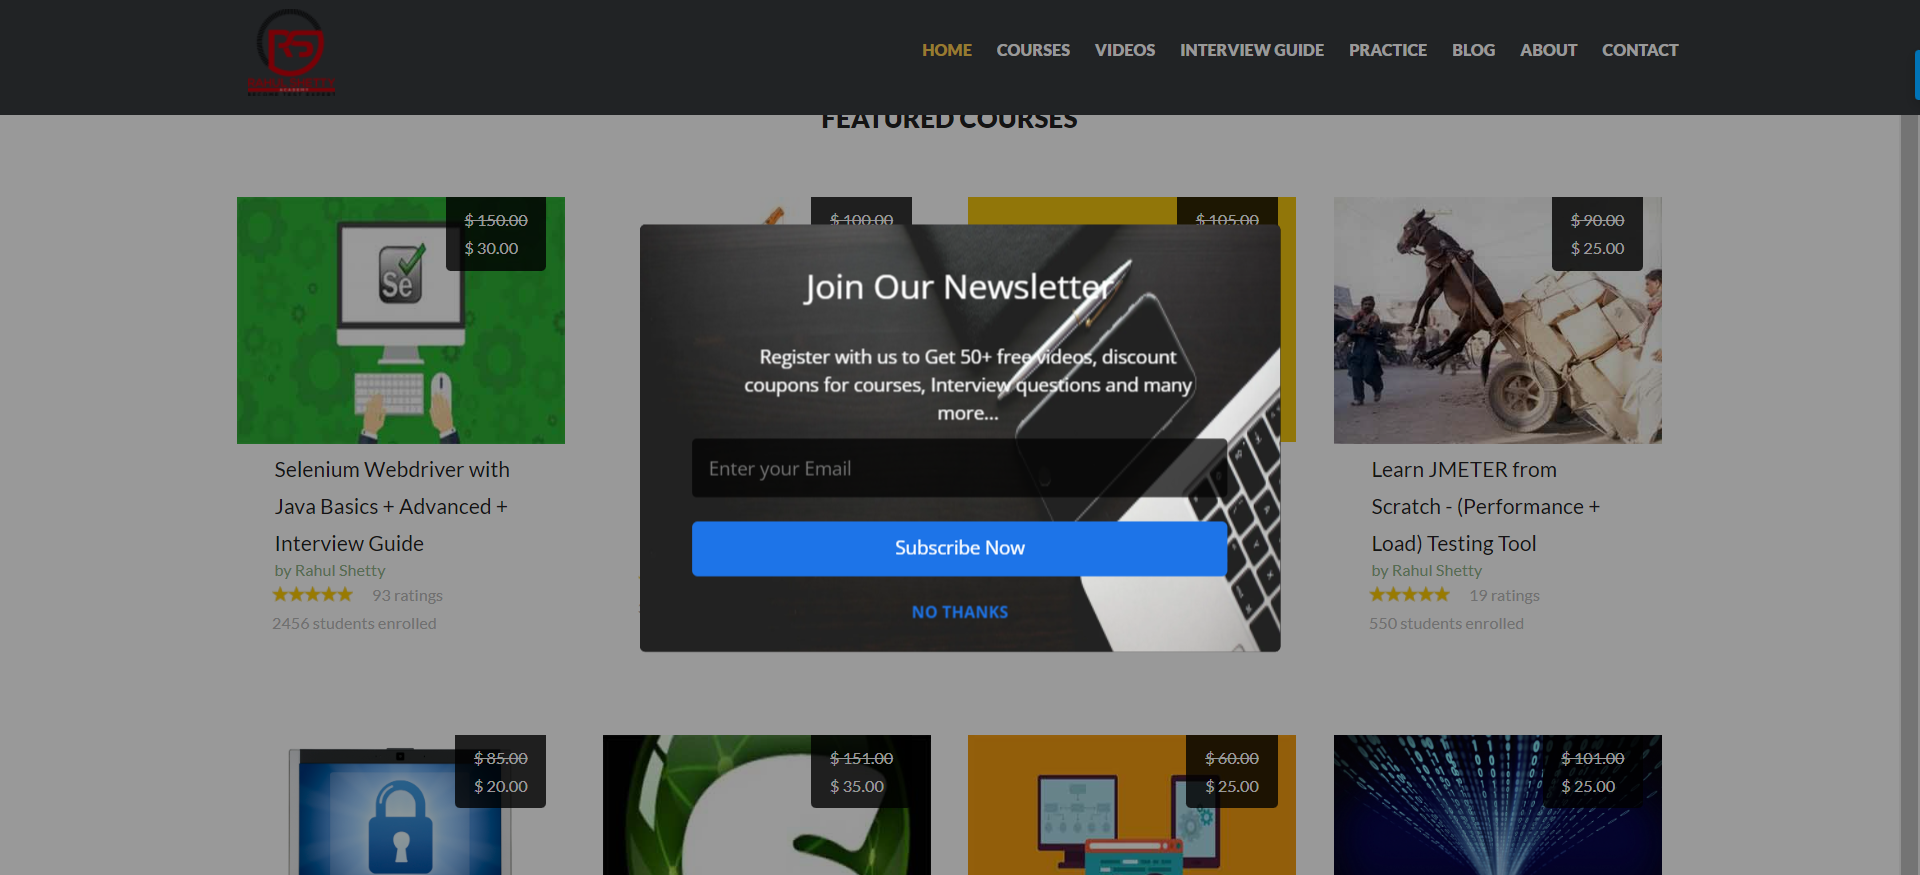 HOME COURSES VIDEOS INTERVIEW GUIDE PRACTICE BLOG ABOUT CONTACT
RS
FEATURED COURSES
$ 150.00
$ 30.00
$ 100.00
$ 105.00
$ 90.00
$ 25.00
Se
Join Our Newsletter
Register with us to Get 50+ free videos, discount
coupons for courses, Interview questions and many
more...
Enter your Email
Subscribe Now
NO THANKS
Selenium Webdriver with
Java Basics + Advanced +
Interview Guide
by Rahul Shetty
93 ratings
2456 students enrolled
Learn JMETER from
Scratch - (Performance +
Load) Testing Tool
by Rahul Shetty
19 ratings
550 students enrolled
$ 85.00
$ 20.00
$ 151.00
$ 35.00
$ 60.00
$ 25.00
$ 101.00
$ 25.00